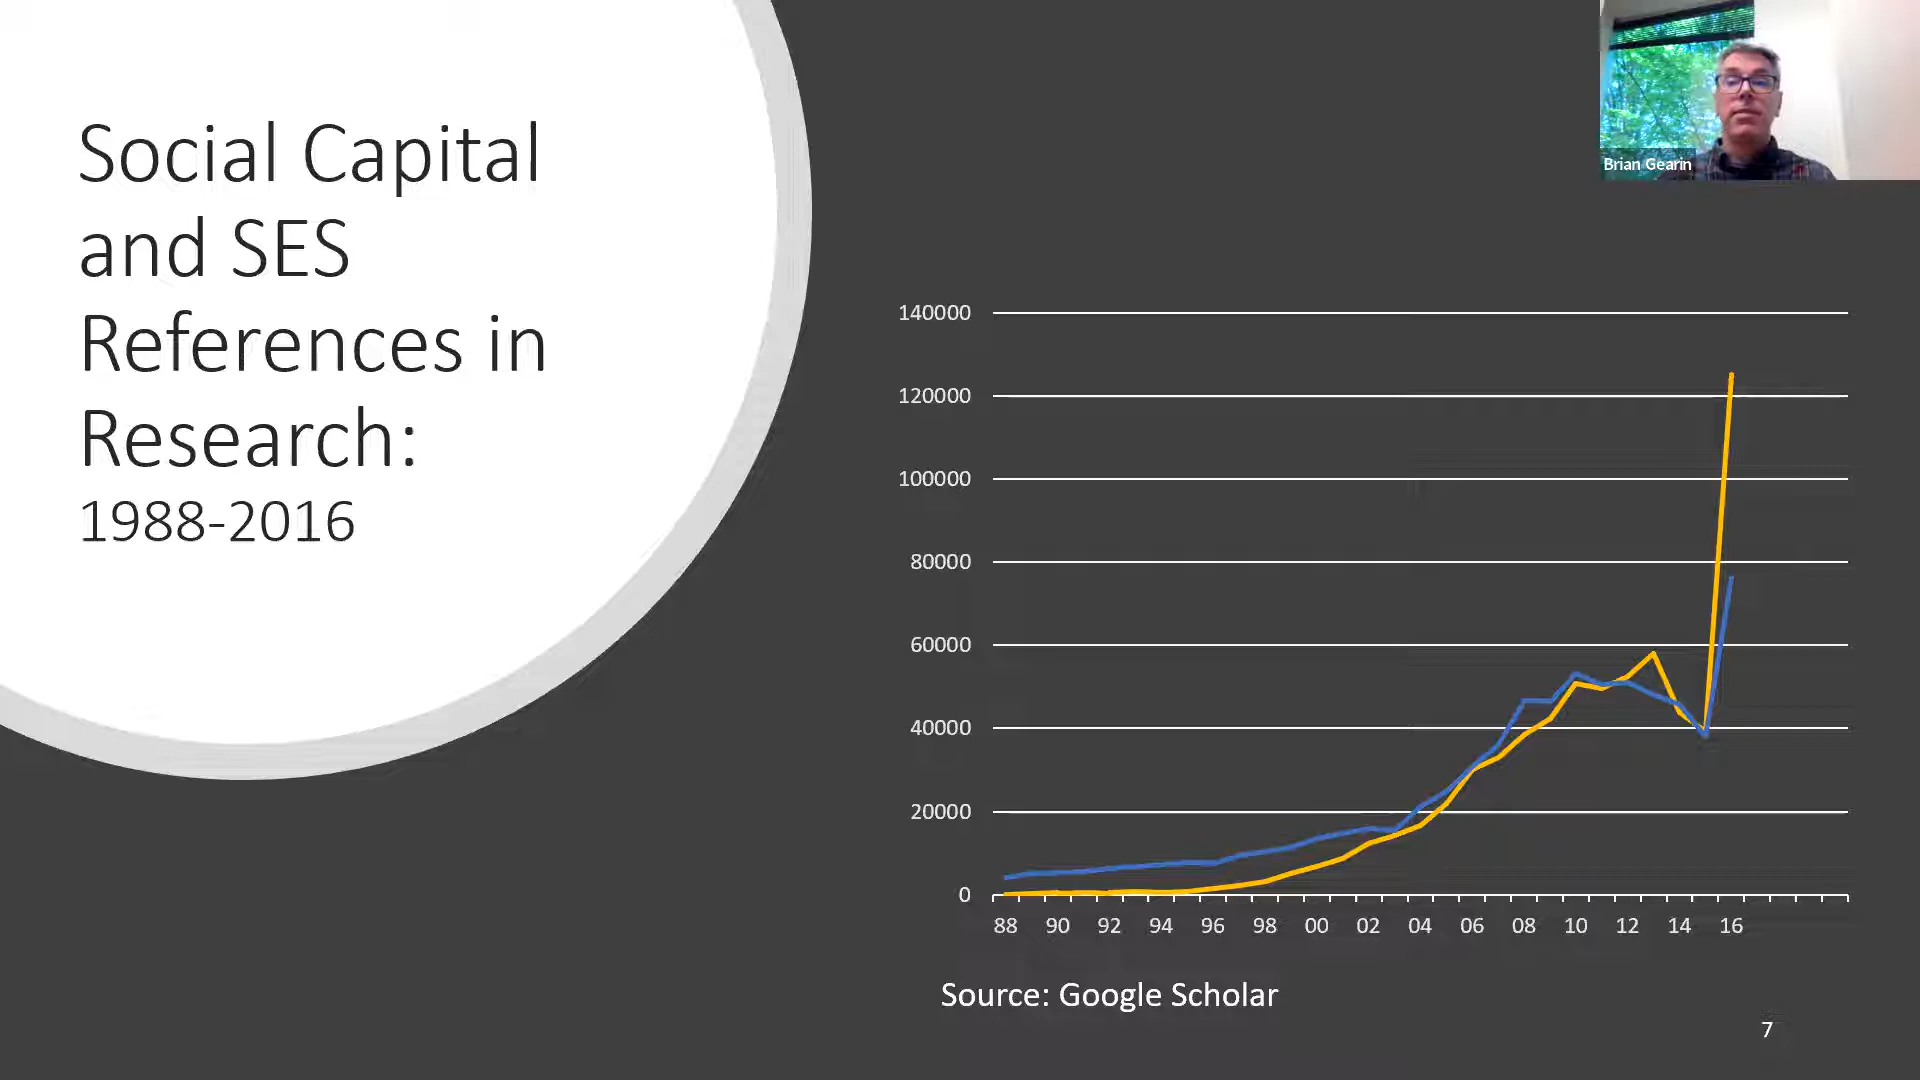 Social Capital
and SES
References in
Research:
1988-2016
Brian Gearin
140000
120000
100000
80000
60000
40000
20000
0
88 90 92 94 96 98 00 02 04 06 08 10 12 14 16
Source: Google Scholar
7